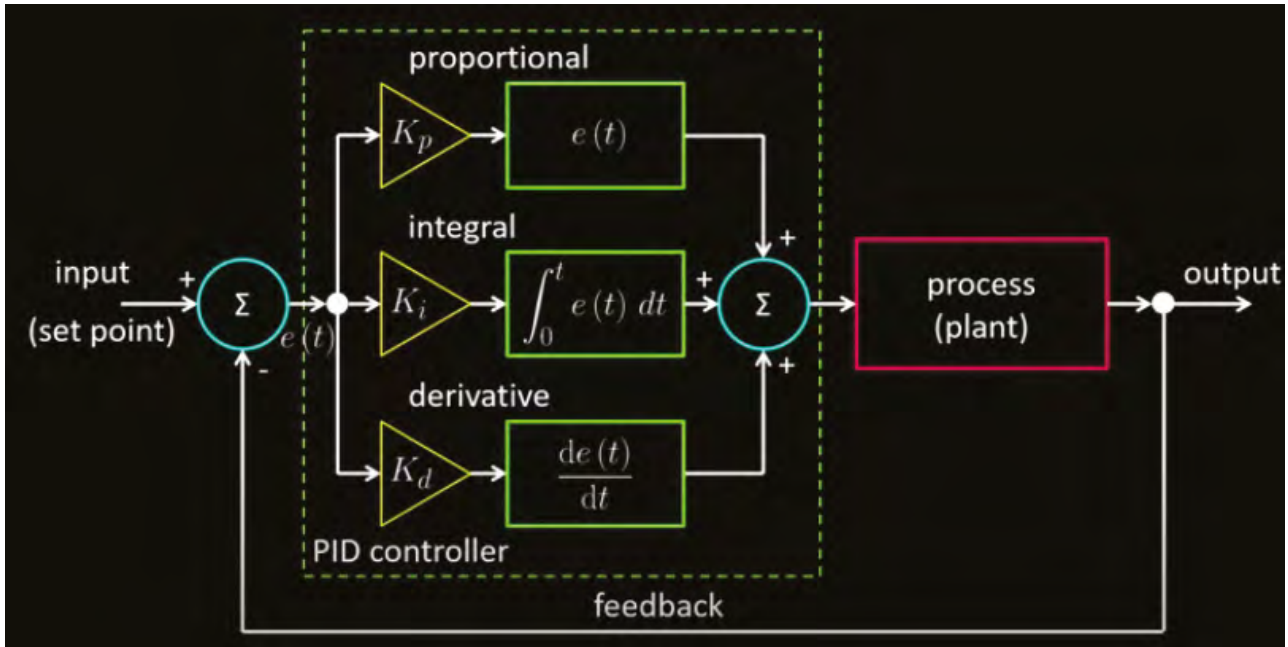 proportional
K_p
e (t)
integral
input
+
Σ
(set point)
-
e (t)
K_i
∫_0^t e (t) dt
+
+
Σ
+
process
(plant)
output
derivative
K_d
de (t)
dt
PID controller
feedback